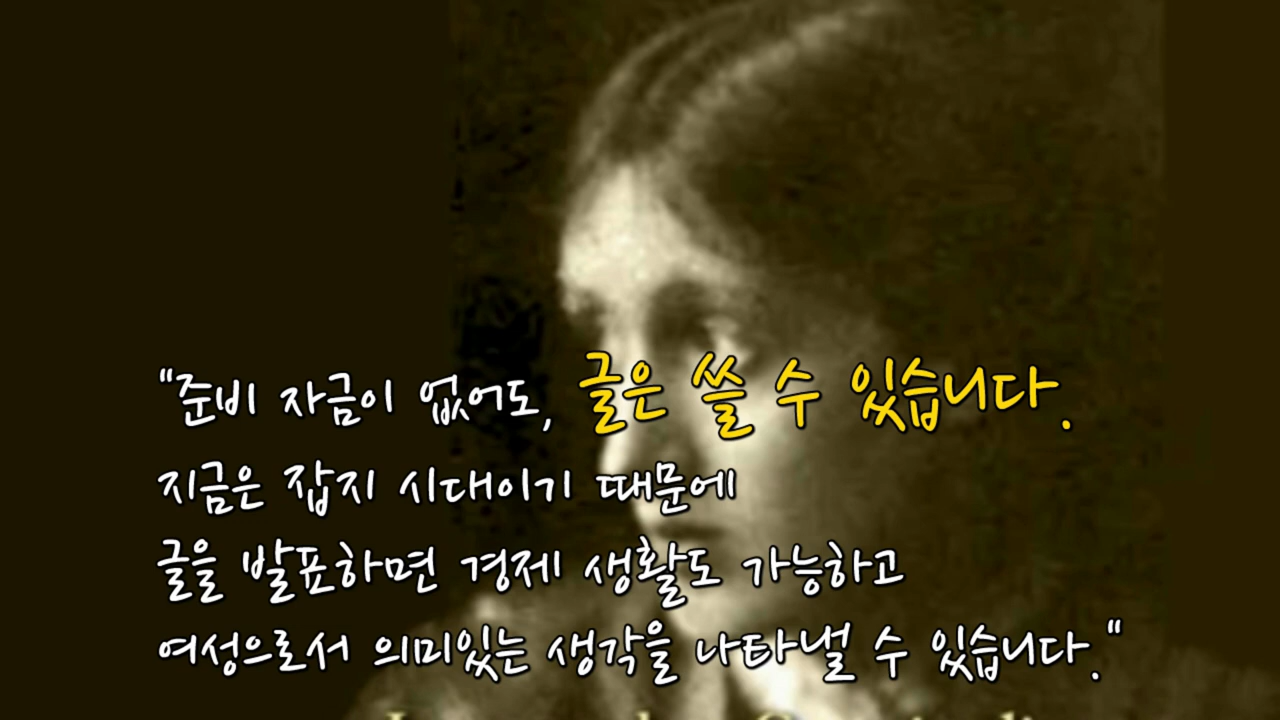 "준비 자금이 없어도, 글은 쓸 수 있습니다.
지금은 잡지 시대이기 때문에
글을 발표하면 경제 생활도 가능하고
여성으로서 의미있는 생각을 나타낼 수 있습니다."